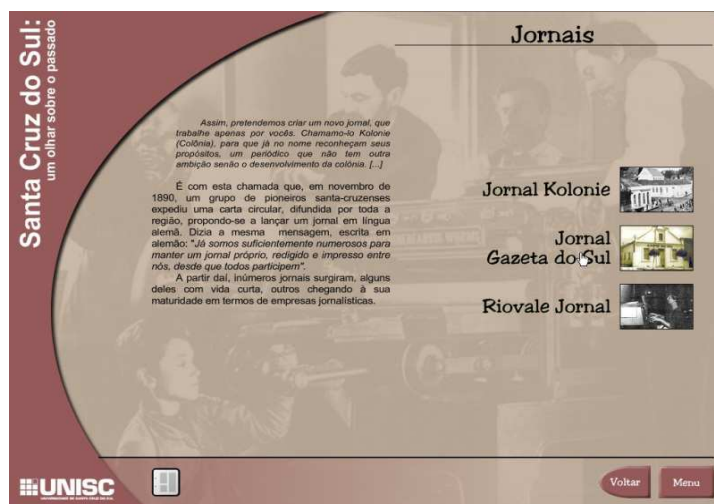 Santa Cruz do Sul:
um olhar sobre o passado
Jornais
Assim, pretendemos criar um novo jornal, que
trabalhe apenas por vocês. Chamamo-lo Kolonie
(Colônia), para que já no nome reconheçam seus
propósitos, um periódico que não tem outra
ambição senão o desenvolvimento da colônia. [...]
É com esta chamada que, em novembro de
1890, um grupo de pioneiros santa-cruzenses
expediu uma carta circular, difundida por toda a
região, propondo-se a lançar um jornal em língua
alemã. Dizia a mesma mensagem, escrita em
alemão: "Já somos suficientemente numerosos para
manter um jornal próprio, redigido e impresso entre
nós, desde que todos participem".
A partir daí, inúmeros jornais surgiram, alguns
deles com vida curta, outros chegando à sua
maturidade em termos de empresas jornalísticas.
Jornal Kolonie
Jornal
Gazeta do Sul
Riovale Jornal
UNISC
UNIVERSIDADE DE SANTA CRUZ DO SUL
Voltar
Menu